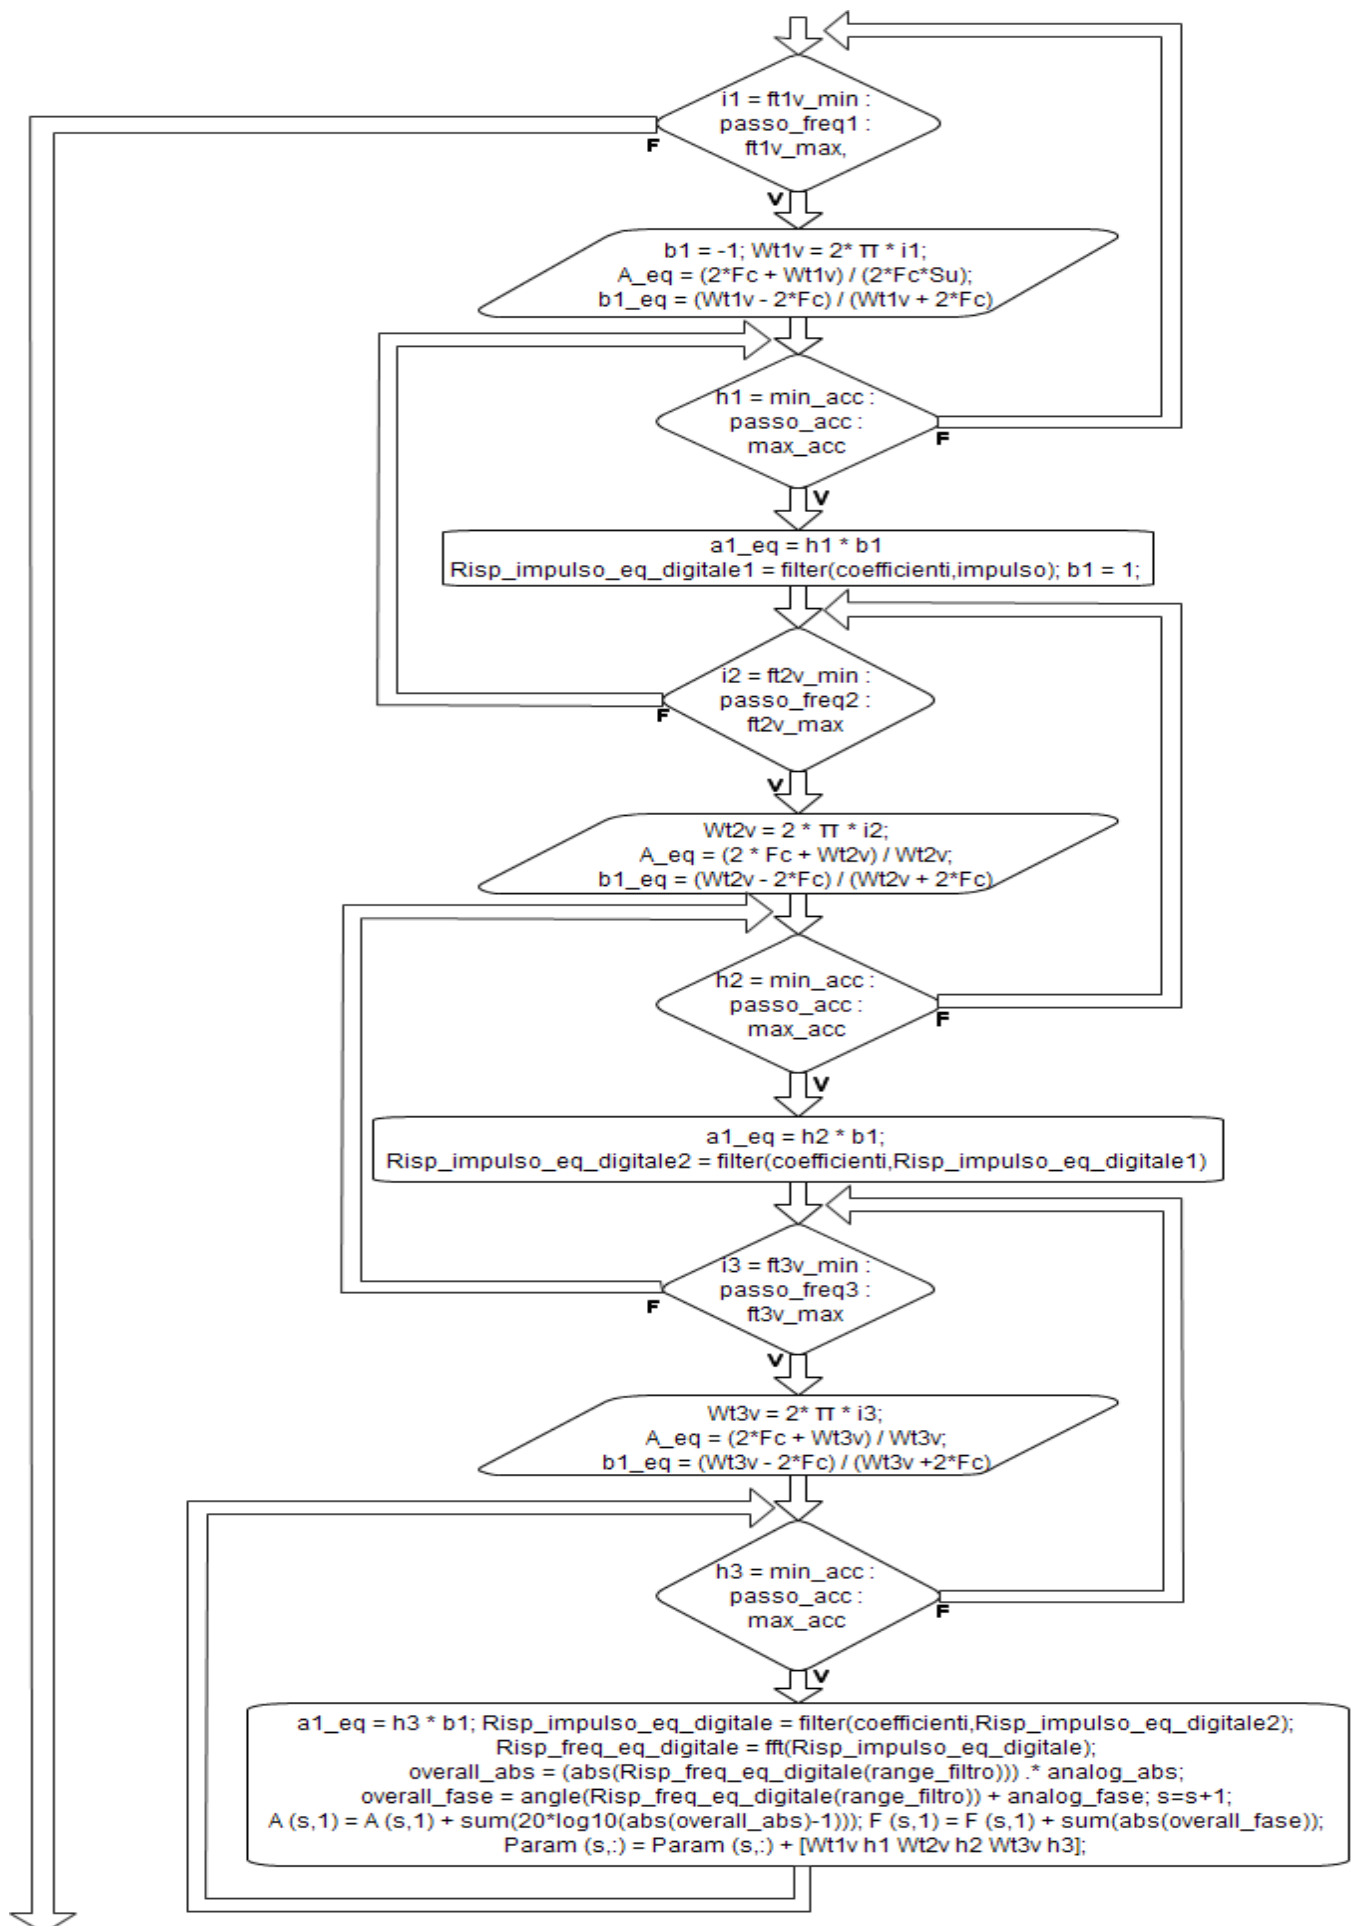 i1 = ft1v_min :
passo_freq1 :
ft1v_max,
F
V
b1 = -1; Wt1v = 2* π * i1;
A_eq = (2*Fc + Wt1v) / (2*Fc*Su);
b1_eq = (Wt1v - 2*Fc) / (Wt1v + 2*Fc)
h1 = min_acc :
passo_acc :
max_acc
F
V
a1_eq = h1 * b1
Risp_impulso_eq_digitale1 = filter(coefficienti,impulso); b1 = 1;
i2 = ft2v_min :
passo_freq2 :
ft2v_max
F
V
Wt2v = 2 * π * i2;
A_eq = (2 * Fc + Wt2v) / Wt2v;
b1_eq = (Wt2v - 2*Fc) / (Wt2v + 2*Fc)
h2 = min_acc :
passo_acc :
max_acc
F
V
a1_eq = h2 * b1;
Risp_impulso_eq_digitale2 = filter(coefficienti,Risp_impulso_eq_digitale1)
i3 = ft3v_min :
passo_freq3 :
ft3v_max
F
V
Wt3v = 2* π * i3;
A_eq = (2*Fc + Wt3v) / Wt3v;
b1_eq = (Wt3v - 2*Fc) / (Wt3v +2*Fc)
h3 = min_acc :
passo_acc :
max_acc
F
V
a1_eq = h3 * b1; Risp_impulso_eq_digitale = filter(coefficienti,Risp_impulso_eq_digitale2);
Risp_freq_eq_digitale = fft(Risp_impulso_eq_digitale);
overall_abs = (abs(Risp_freq_eq_digitale(range_filtro))) .* analog_abs;
overall_fase = angle(Risp_freq_eq_digitale(range_filtro)) + analog_fase; s=s+1;
A (s,1) = A (s,1) + sum(20*log10(abs(overall_abs)-1))); F (s,1) = F (s,1) + sum(abs(overall_fase));
Param (s,:) = Param (s,:) + [Wt1v h1 Wt2v h2 Wt3v h3];